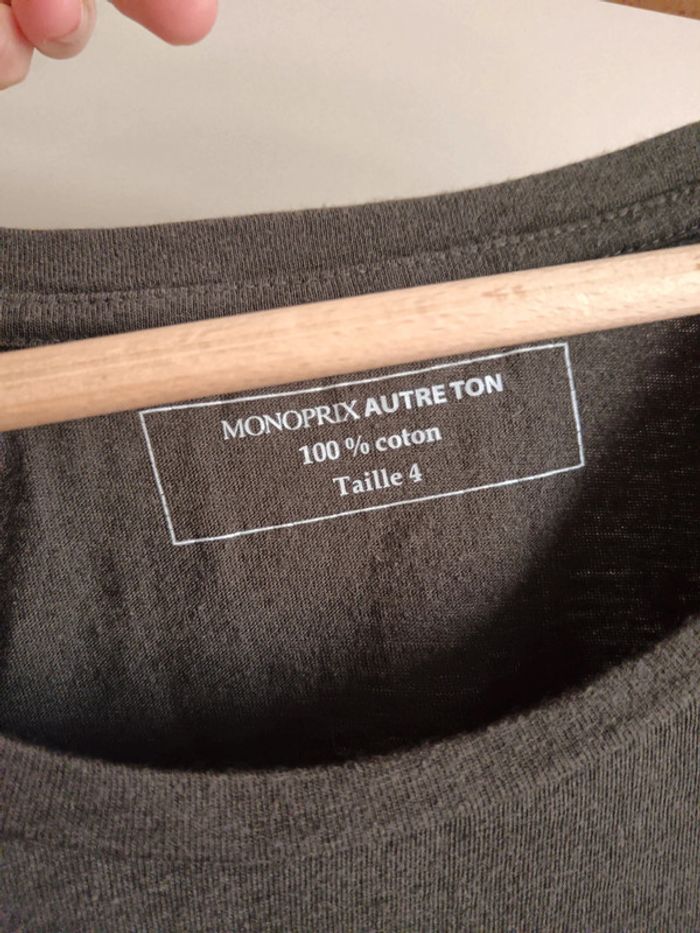 MONOPRIX AUTRE TON
100 % coton
Taille 4